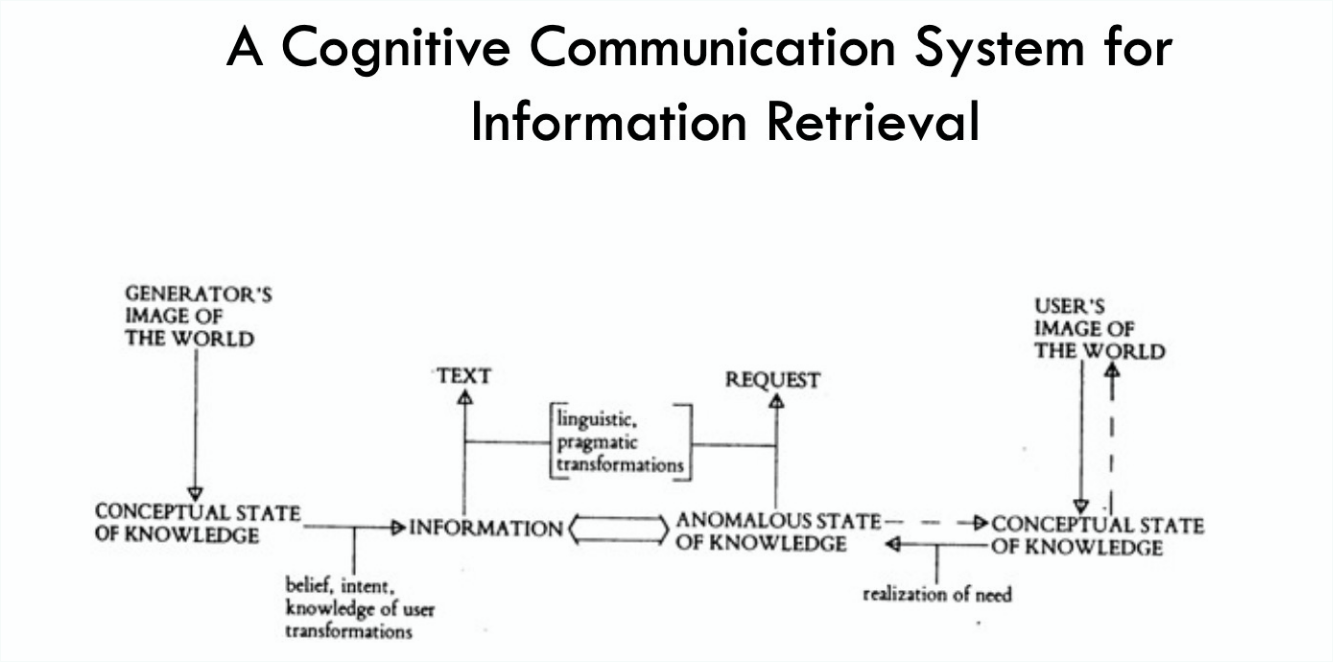 A Cognitive Communication System for
Information Retrieval
GENERATOR'S
IMAGE OF
THE WORLD
USER'S
IMAGE OF
THE WORLD
TEXT
REQUEST
linguistic,
pragmatic
transformations
CONCEPTUAL STATE
OF KNOWLEDGE
INFORMATION
ANOMALOUS STATE
OF KNOWLEDGE
CONCEPTUAL STATE
OF KNOWLEDGE
belief, intent,
knowledge of user
transformations
realization of need